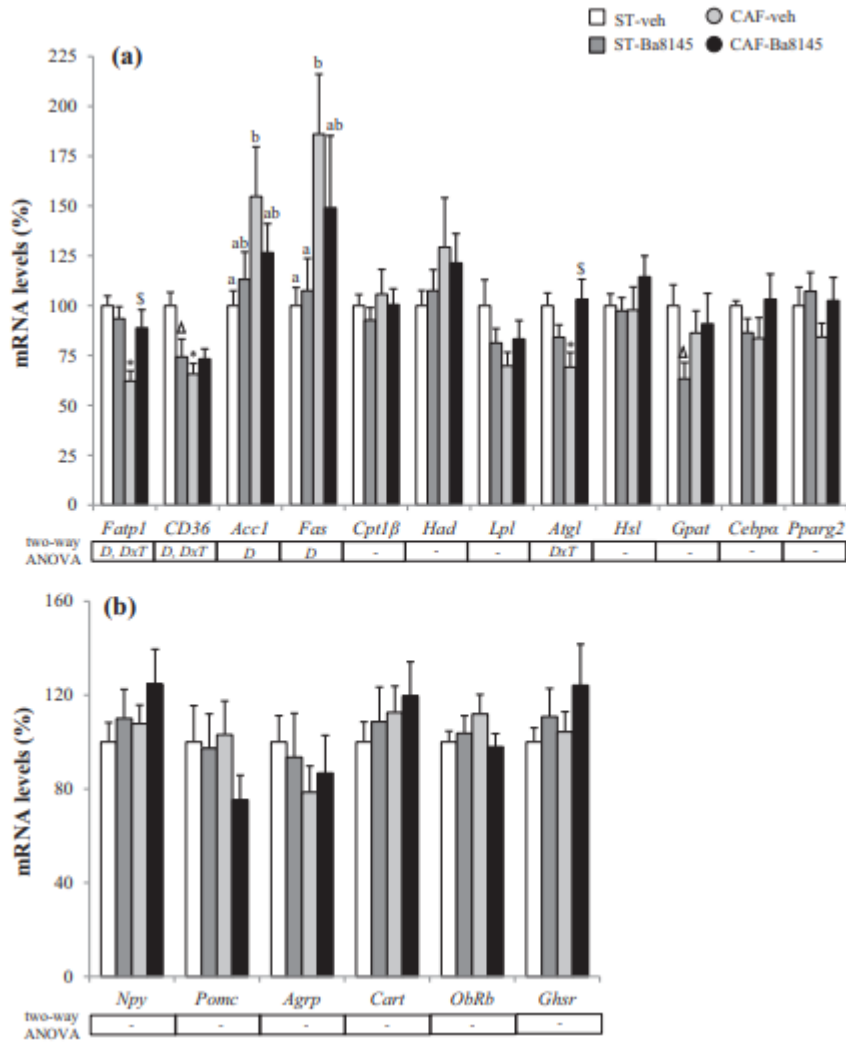 ST-veh CAF-veh
ST-Ba8145 CAF-Ba8145
(a)
mRNA levels (%)
225
200
175
150
125
100
75
50
25
0
$ * Δ * a ab b ab a a b ab * $ Δ
Fatp1 CD36 Acc1 Fas Cpt1β Had Lpl Atgl Hsl Gpat Cebpα Pparg2
two-way
ANOVA
D, DxT D, DxT D D - - - DxT - - - -
(b)
mRNA levels (%)
160
120
80
40
0
Npy Pomc Agrp Cart ObRb Ghsr
two-way
ANOVA
- - - - - -